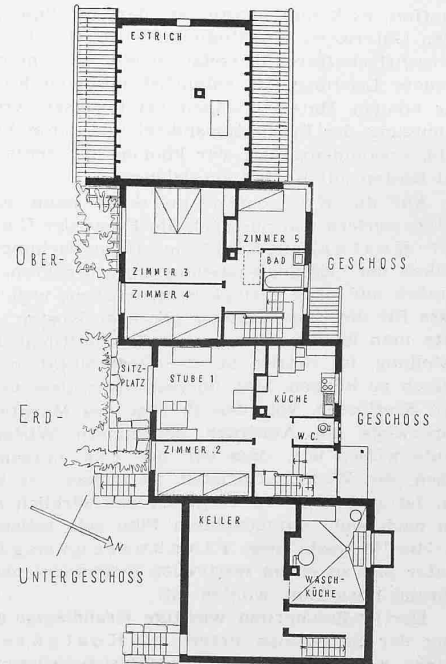 ESTRICH
OBER-
GESCHOSS
ZIMMER 5
BAD
ZIMMER 3
ZIMMER 4
SITZ-
PLATZ
STUBE 1
KÜCHE
ERD-
GESCHOSS
W.C.
ZIMMER 2
N
KELLER
UNTERGESCHOSS
WASCH-
KÜCHE